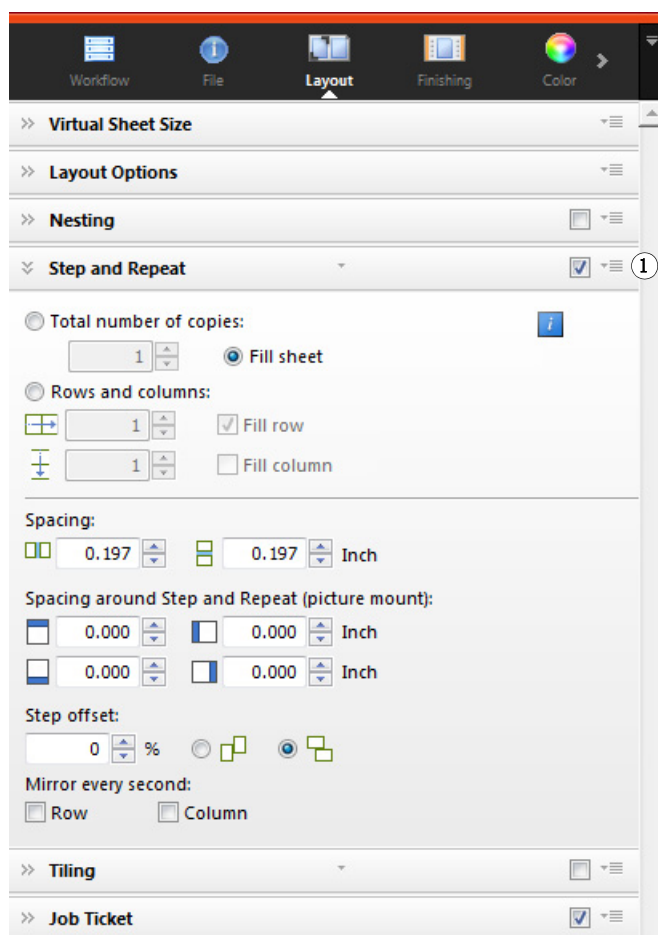 Workflow File Layout Finishing Color
Virtual Sheet Size
Layout Options
Nesting
Step and Repeat 1
Total number of copies: i
1 Fill sheet
Rows and columns:
1 Fill row
1 Fill column
Spacing:
0.197 0.197 Inch
Spacing around Step and Repeat (picture mount):
0.000 0.000 Inch
0.000 0.000 Inch
Step offset:
0 %
Mirror every second:
Row Column
Tiling
Job Ticket